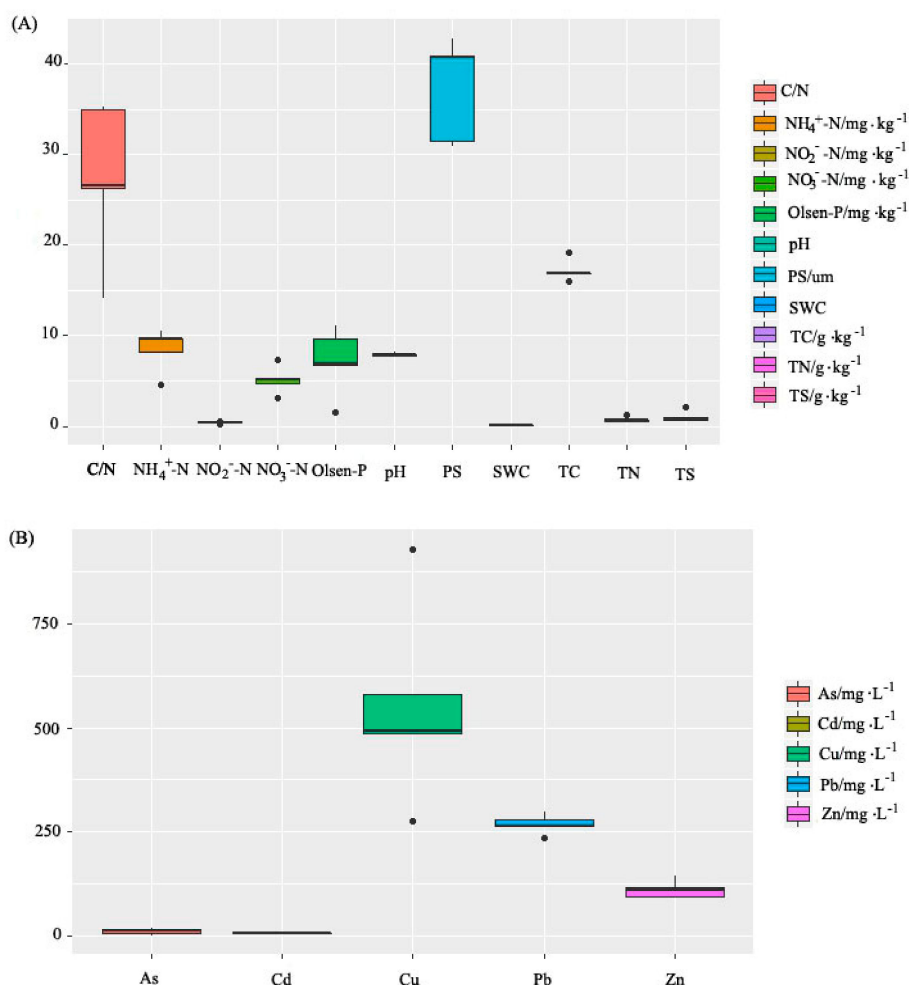 (A)
40
30
20
10
0
C/N NH₄⁺-N NO₂⁻-N NO₃⁻-N Olsen-P pH PS SWC TC TN TS
C/N
NH₄⁺-N/mg·kg⁻¹
NO₂⁻-N/mg·kg⁻¹
NO₃⁻-N/mg·kg⁻¹
Olsen-P/mg·kg⁻¹
pH
PS/um
SWC
TC/g·kg⁻¹
TN/g·kg⁻¹
TS/g·kg⁻¹
(B)
750
500
250
0
As Cd Cu Pb Zn
As/mg·L⁻¹
Cd/mg·L⁻¹
Cu/mg·L⁻¹
Pb/mg·L⁻¹
Zn/mg·L⁻¹